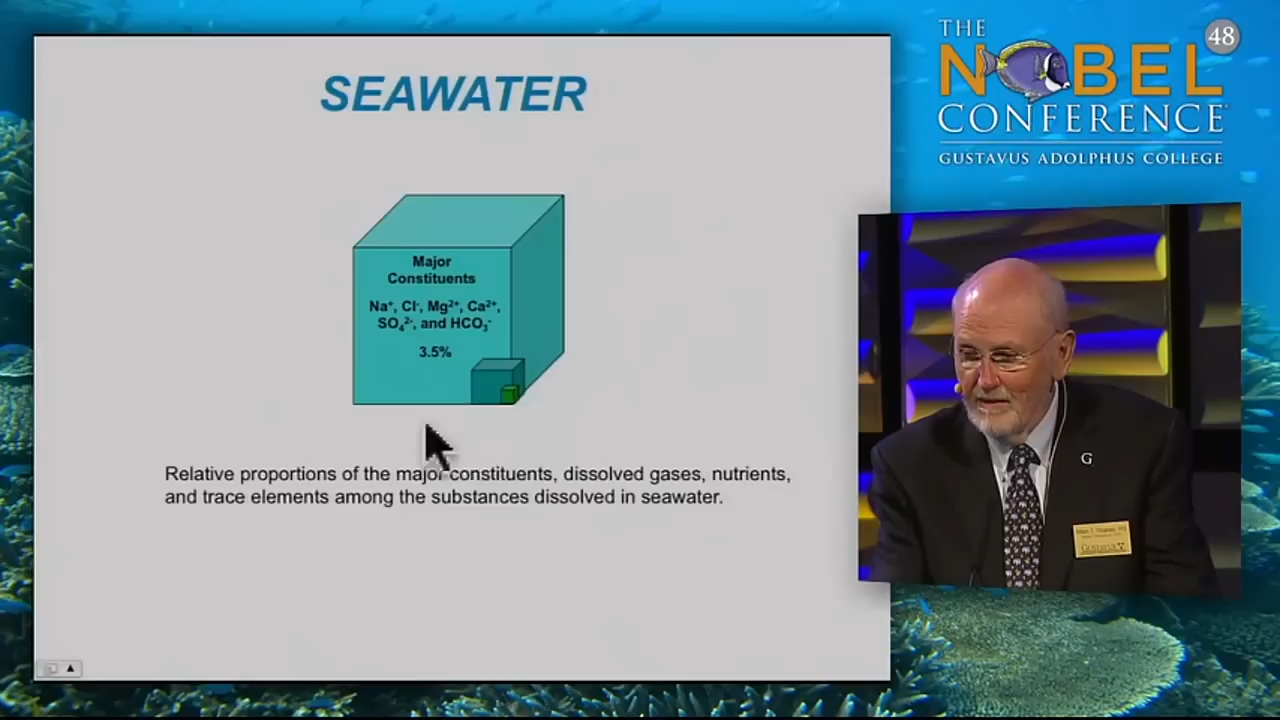 SEAWATER
Major
Constituents
Na⁺, Cl⁻, Mg²⁺, Ca²⁺,
SO₄²⁻, and HCO₃⁻
3.5%
Relative proportions of the major constituents, dissolved gases, nutrients,
and trace elements among the substances dissolved in seawater.
THE
48
NOBEL
CONFERENCE
GUSTAVUS ADOLPHUS COLLEGE
G
GUSTAVUS